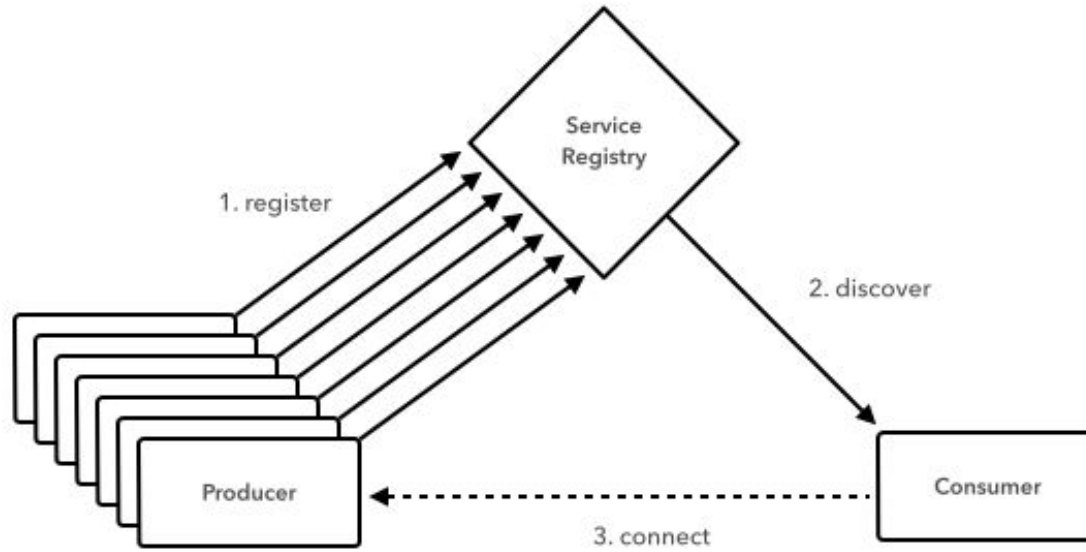 Service
Registry
1. register
2. discover
Producer
Consumer
3. connect